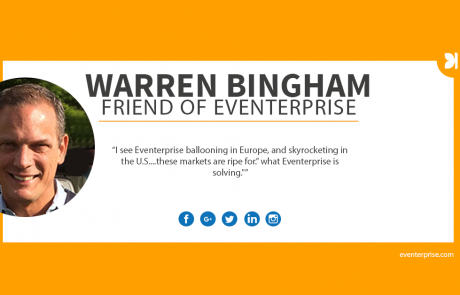 WARREN BINGHAM
FRIEND OF EVENTERPRISE
“I see Eventerprise ballooning in Europe, and skyrocketing in
the U.S....these markets are ripe for.” what Eventerprise is
solving.””
eventerprise.com